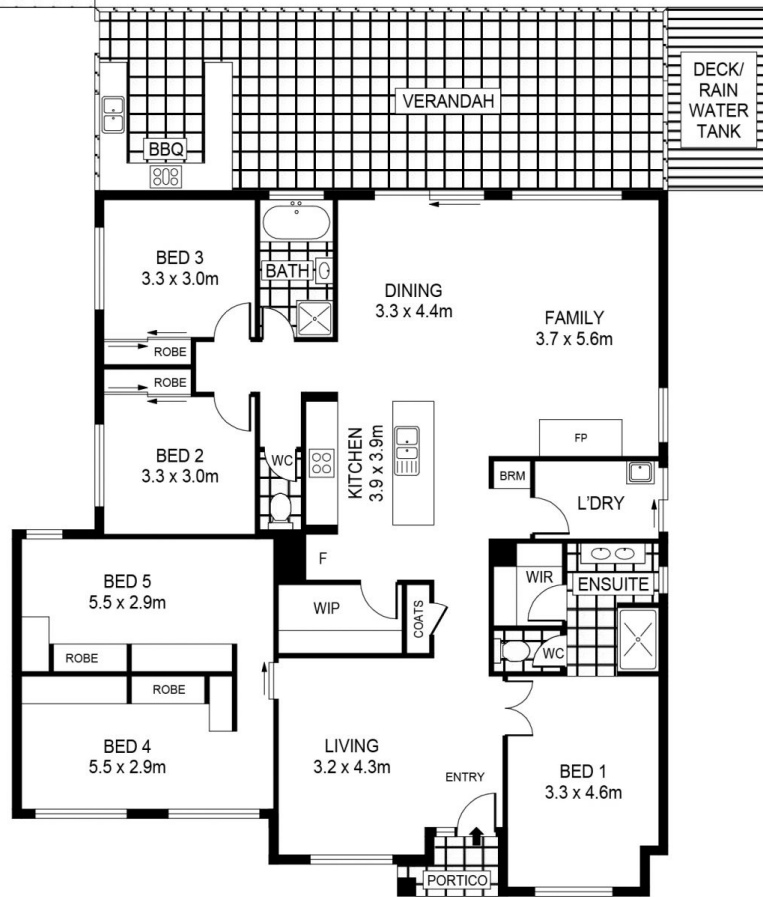 DECK/
RAIN
WATER
TANK
VERANDAH
BBQ
BED 3
3.3 x 3.0m
BATH
DINING
3.3 x 4.4m
FAMILY
3.7 x 5.6m
ROBE
ROBE
BED 2
3.3 x 3.0m
WC
KITCHEN
3.9 x 3.9m
FP
BRM
L'DRY
F
BED 5
5.5 x 2.9m
WIP
COATS
WIR
ENSUITE
WC
ROBE
ROBE
BED 4
5.5 x 2.9m
LIVING
3.2 x 4.3m
ENTRY
BED 1
3.3 x 4.6m
PORTICO